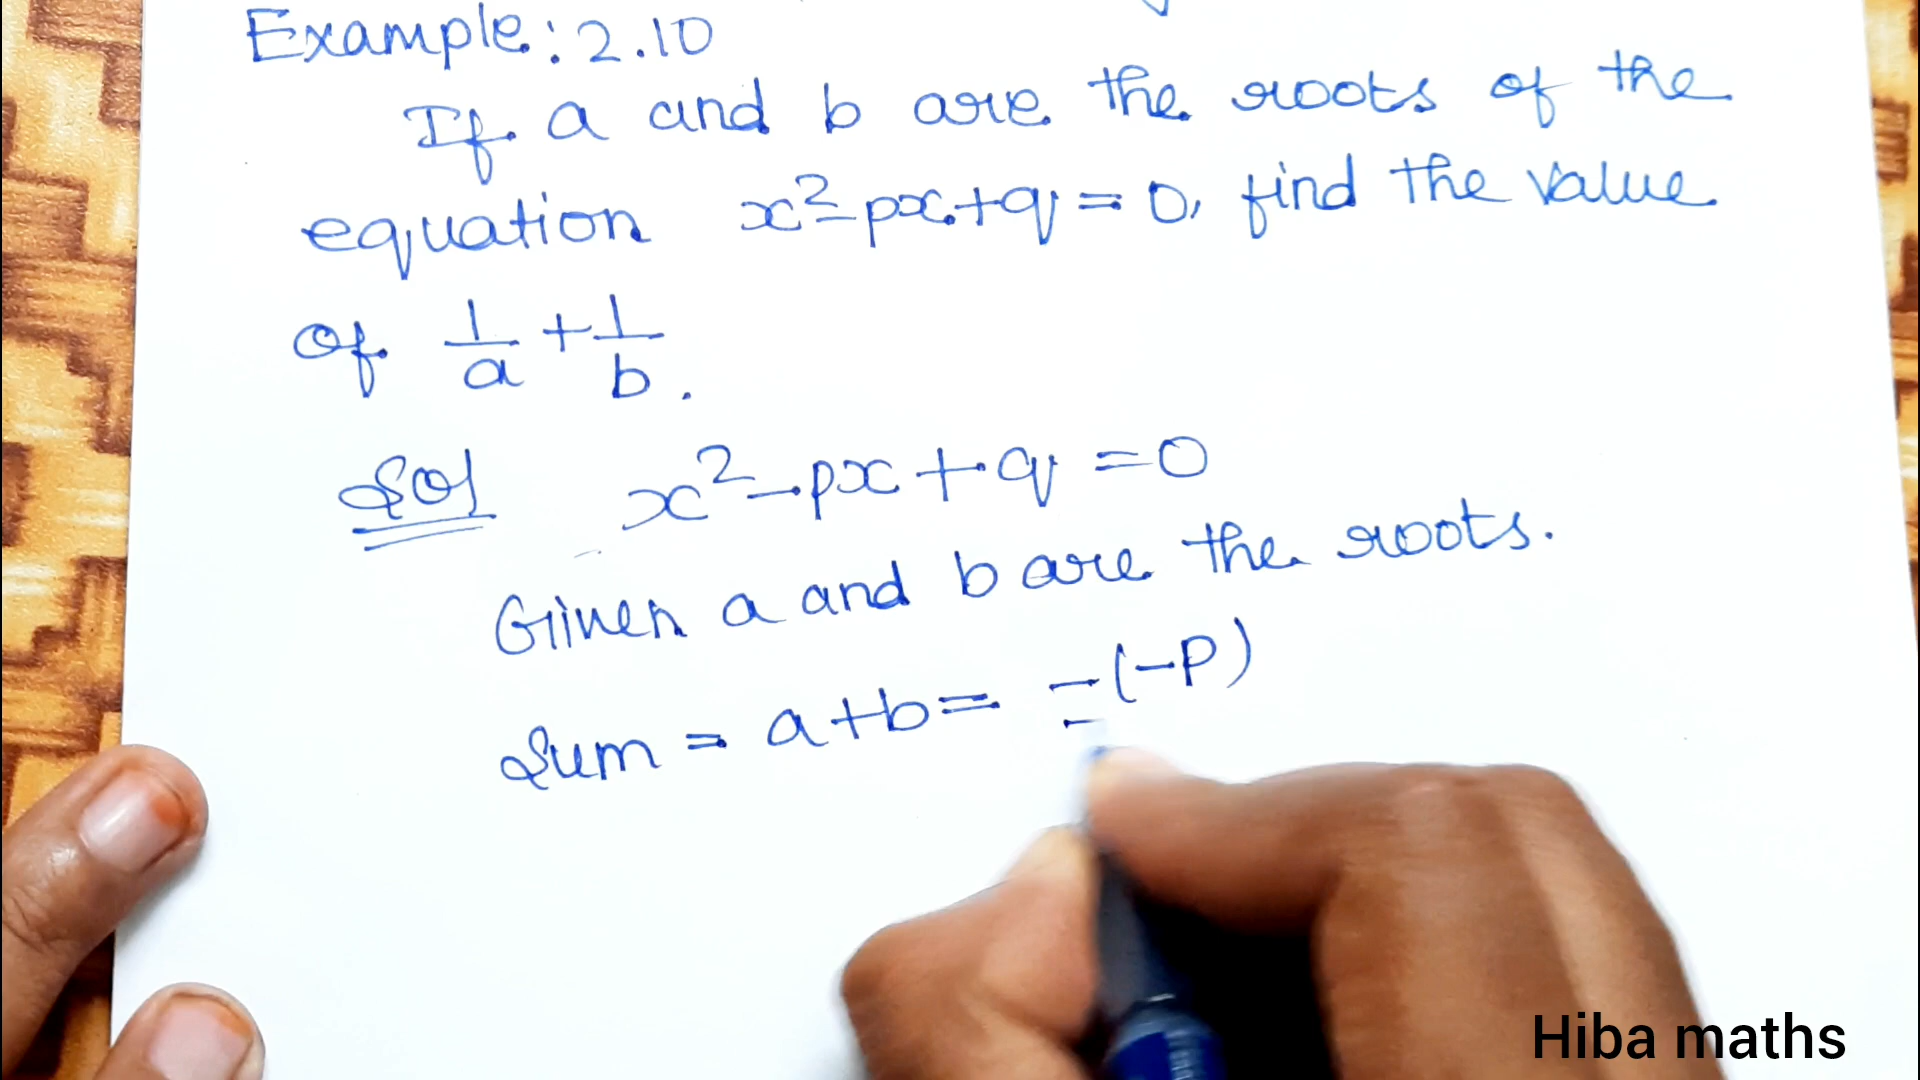 Example: 2.10
If a and b are the roots of the
equation x²-px+q=0, find the value
of 1/a + 1/b.
Sol x²-px+q=0
Given a and b are the roots.
Sum = a+b= -(-P)
Hiba maths